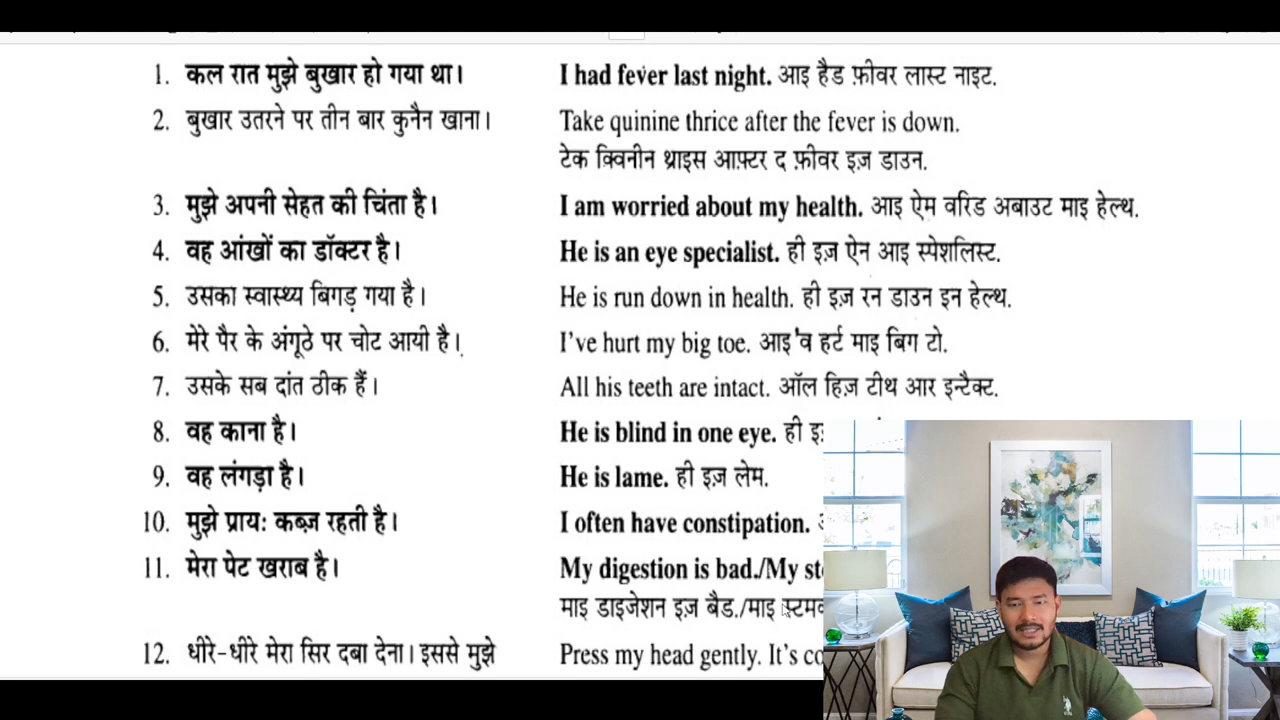 1. कल रात मुझे बुखार हो गया था। I had fever last night. आइ हैड फ़ीवर लास्ट नाइट.
2. बुखार उतरने पर तीन बार कुनैन खाना। Take quinine thrice after the fever is down.
टेक क्विनीन थ्राइस आफ़्टर द फ़ीवर इज़ डाउन.
3. मुझे अपनी सेहत की चिंता है। I am worried about my health. आइ ऐम वरिड अबाउट माइ हेल्थ.
4. वह आंखों का डॉक्टर है। He is an eye specialist. ही इज़ ऐन आइ स्पेशलिस्ट.
5. उसका स्वास्थ्य बिगड़ गया है। He is run down in health. ही इज़ रन डाउन इन हेल्थ.
6. मेरे पैर के अंगूठे पर चोट आयी है। I've hurt my big toe. आइ'व हर्ट माइ बिग टो.
7. उसके सब दांत ठीक हैं। All his teeth are intact. ऑल हिज़ टीथ आर इन्टैक्ट.
8. वह काना है। He is blind in one eye. ही
9. वह लंगड़ा है। He is lame. ही इज़ लेम.
10. मुझे प्रायः कब्ज़ रहती है। I often have constipation.
11. मेरा पेट खराब है। My digestion is bad./My
माइ डाइजेशन इज़ बैड./माइ
12. धीरे-धीरे मेरा सिर दबा देना। इससे मुझे Press my head gently. It's